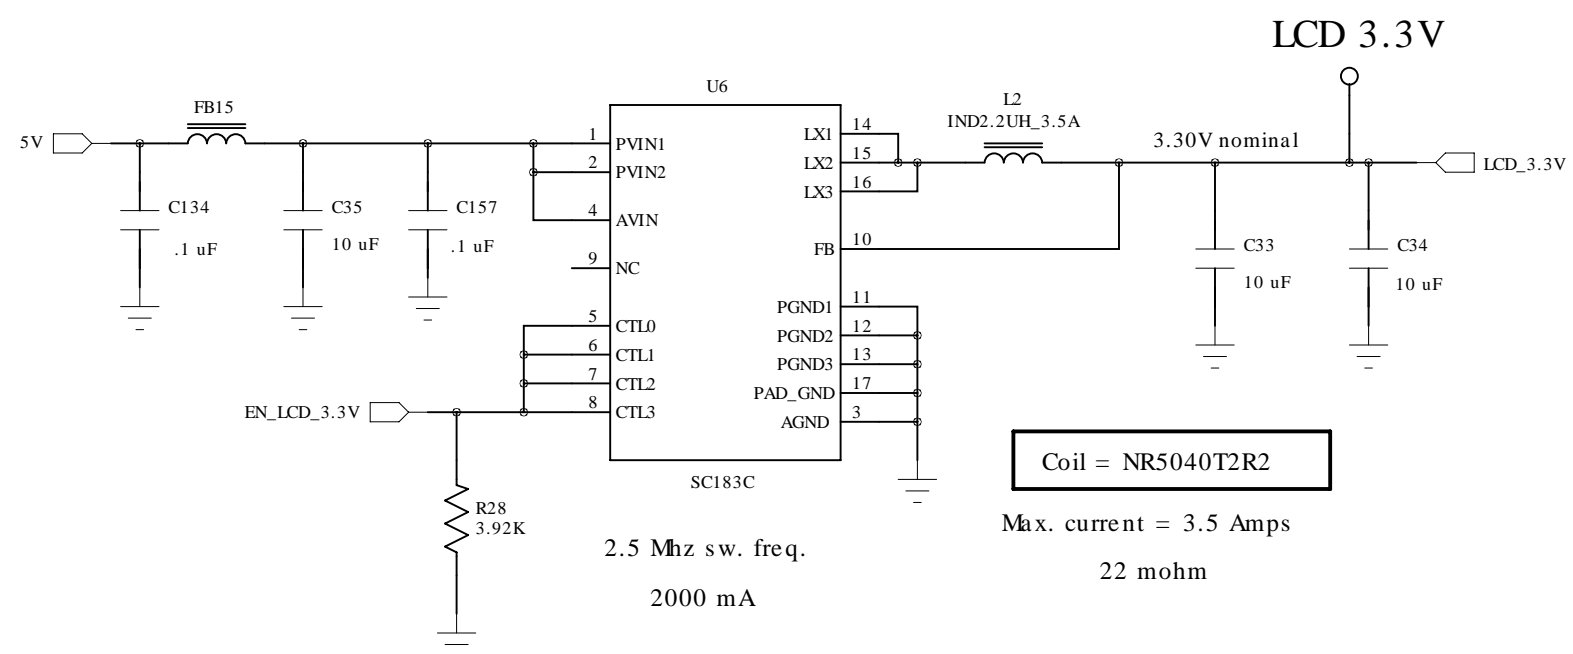 LCD 3.3V
U6
FB15
L2
IND2.2UH_3.5A
5V
1
PVIN1
2
PVIN2
4
AVIN
9
NC
5
CTL0
6
CTL1
7
CTL2
8
CTL3
LX1
14
LX2
15
LX3
16
FB
10
PGND1
11
PGND2
12
PGND3
13
PAD_GND
17
AGND
3
3.30V nominal
LCD_3.3V
C134
.1 uF
C35
10 uF
C157
.1 uF
C33
10 uF
C34
10 uF
EN_LCD_3.3V
SC183C
Coil = NR5040T2R2
R28
3.92K
Max. current = 3.5 Amps
2.5 Mhz sw. freq.
22 mohm
2000 mA